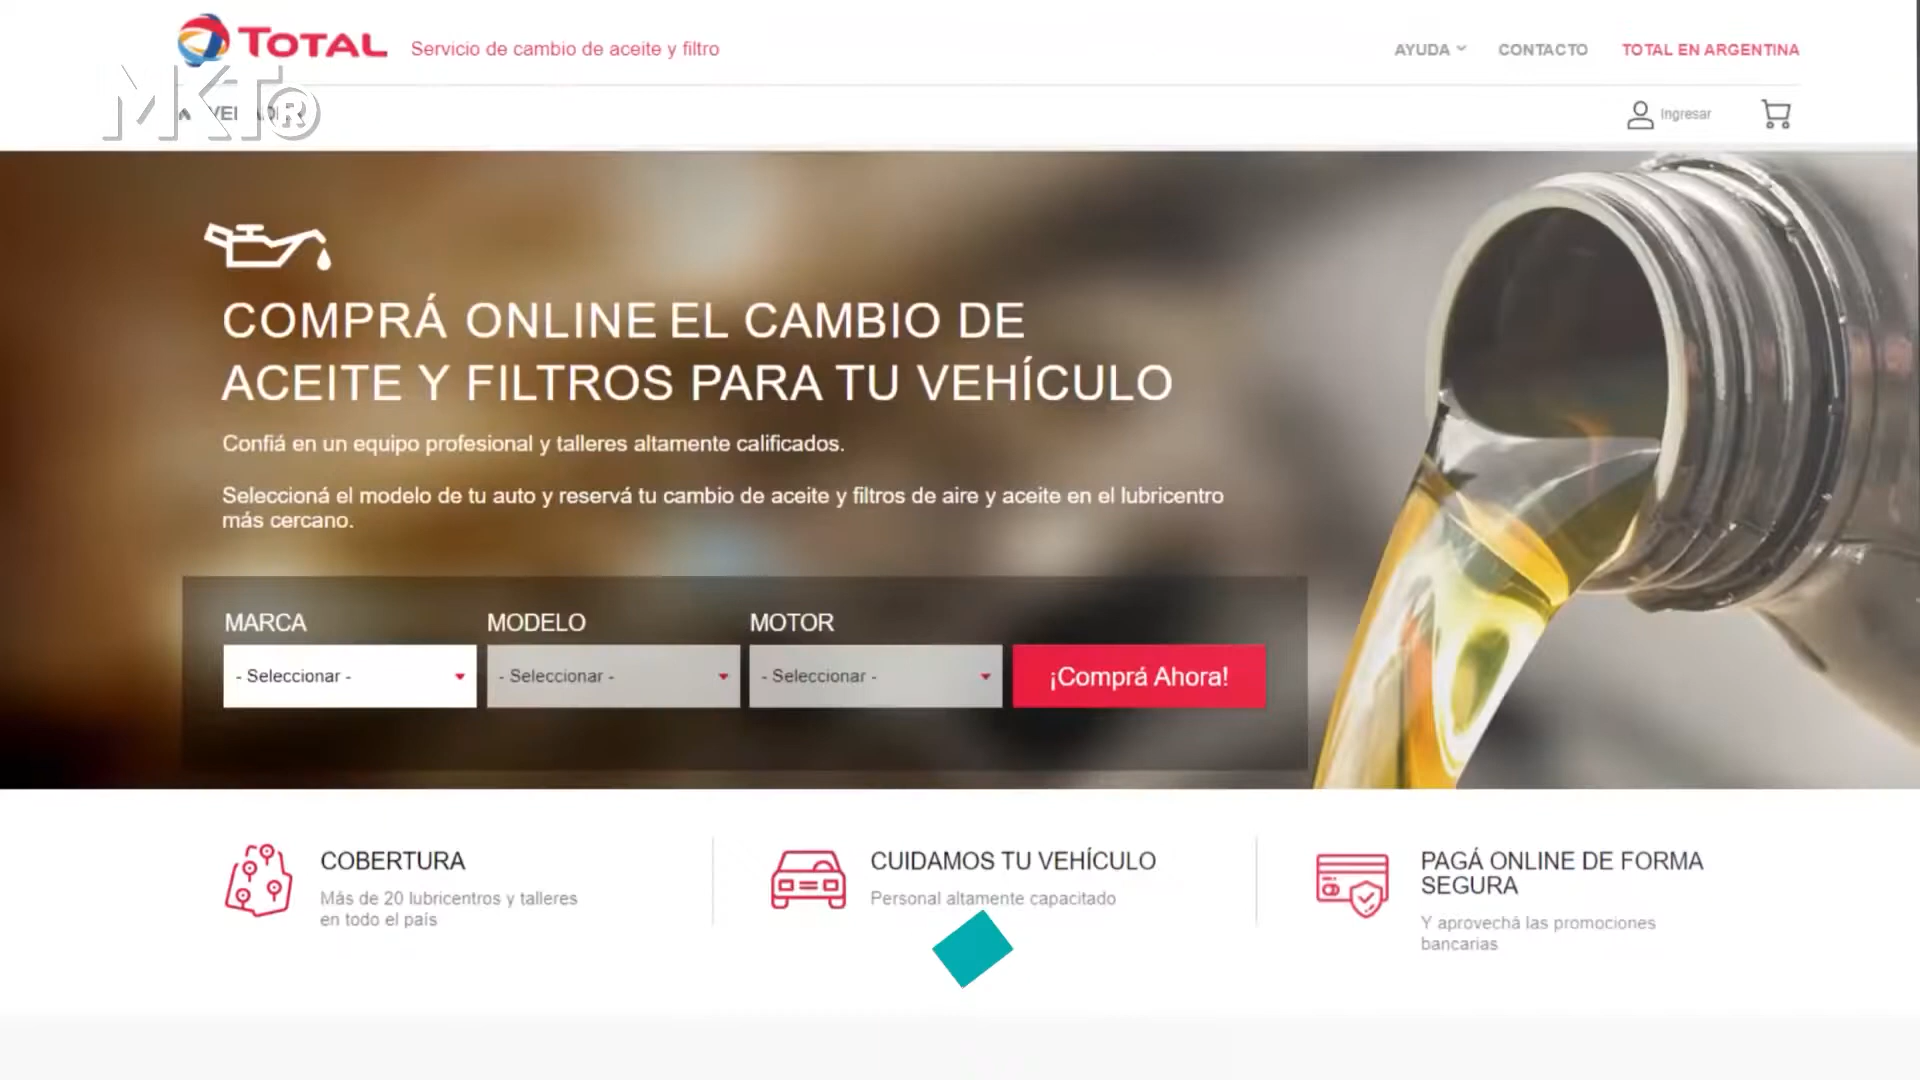 TOTAL
Servicio de cambio de aceite y filtro
AYUDA
CONTACTO
TOTAL EN ARGENTINA
MKT®
Ingresar
COMPRÁ ONLINE EL CAMBIO DE
ACEITE Y FILTROS PARA TU VEHÍCULO
Confiá en un equipo profesional y talleres altamente calificados.
Seleccioná el modelo de tu auto y reservá tu cambio de aceite y filtros de aire y aceite en el lubricentro
más cercano.
MARCA
MODELO
MOTOR
- Seleccionar -
- Seleccionar -
- Seleccionar -
¡Comprá Ahora!
COBERTURA
Más de 20 lubricentros y talleres
en todo el país
CUIDAMOS TU VEHÍCULO
Personal altamente capacitado
PAGÁ ONLINE DE FORMA
SEGURA
Y aprovechá las promociones
bancarias